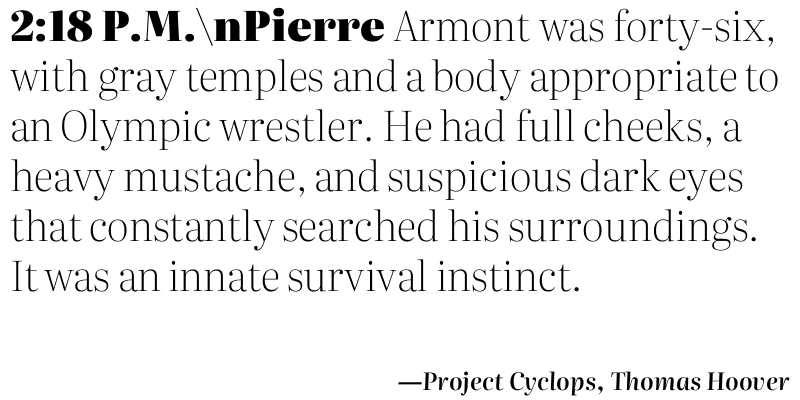 2:18 P.M.\nPierre Armont was forty-six,
with gray temples and a body appropriate to
an Olympic wrestler. He had full cheeks, a
heavy mustache, and suspicious dark eyes
that constantly searched his surroundings.
It was an innate survival instinct.
—Project Cyclops, Thomas Hoover